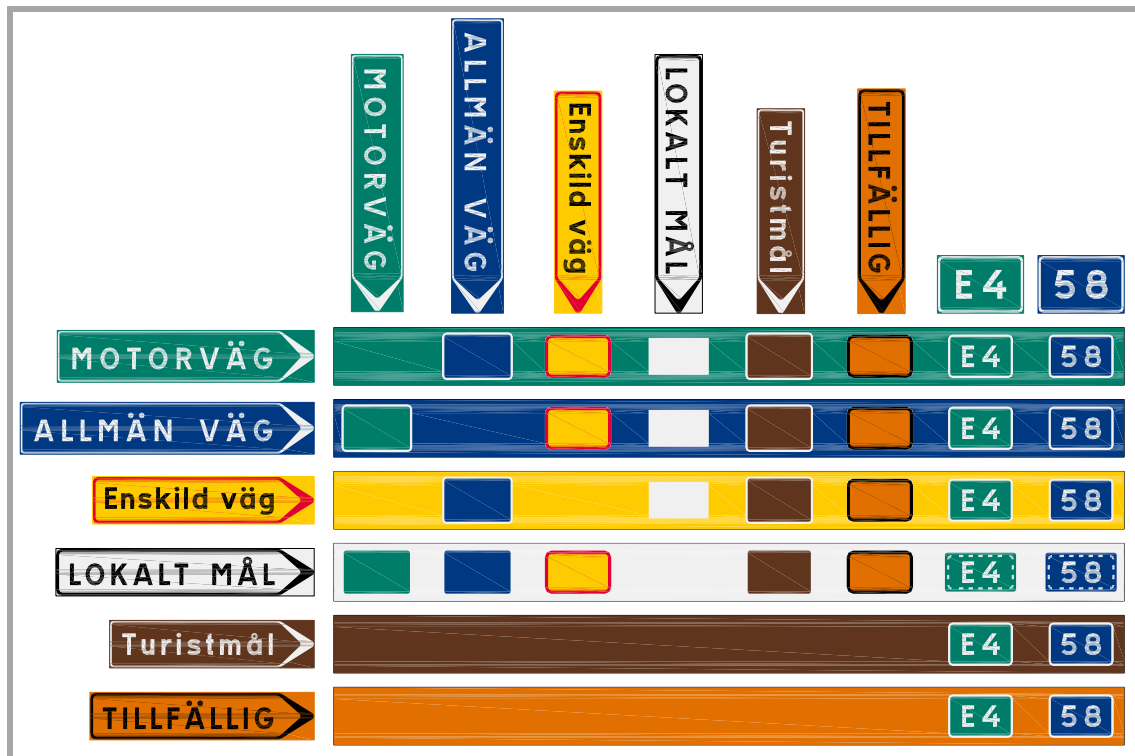 MOTORVÄG
ALLMÄN VÄG
Enskild väg
LOKALT MÅL
Turistmål
TILLFÄLLIG
E4
58
MOTORVÄG
E4
58
ALLMÄN VÄG
E4
58
Enskild väg
E4
58
LOKALT MÅL
E4
58
Turistmål
E4
58
TILLFÄLLIG
E4
58